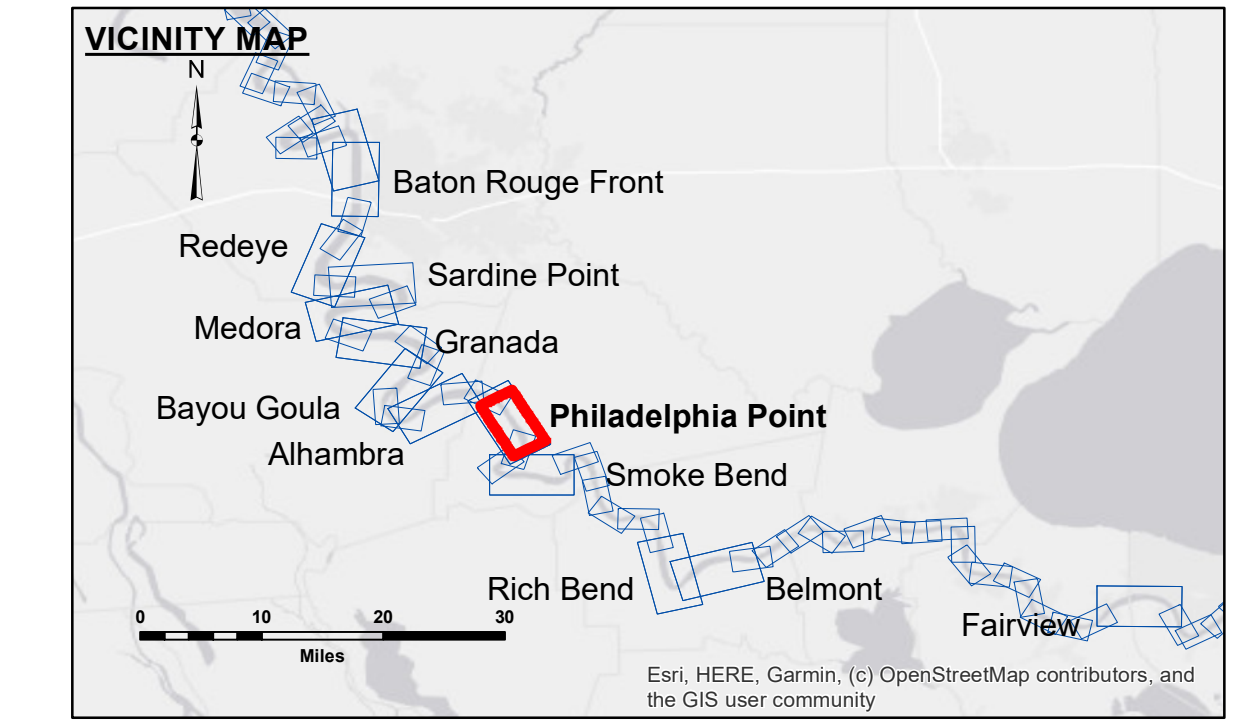 VICINITY MAP
N
Baton Rouge Front
Redeye
Sardine Point
Medora
Granada
Bayou Goula
Philadelphia Point
Alhambra
Smoke Bend
Rich Bend
Belmont
Fairview
0 10 20 30
Miles
Esri, HERE, Garmin, (c) OpenStreetMap contributors, and
the GIS user community